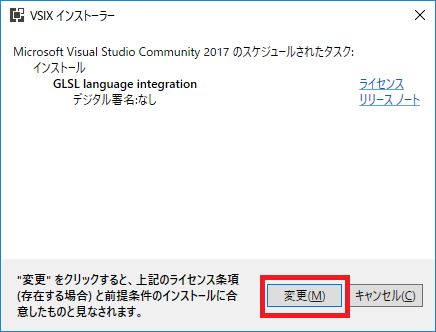 VSIX インストーラー
Microsoft Visual Studio Community 2017 のスケジュールされたタスク:
インストール
GLSL language integration
ライセンス
デジタル署名:なし
リリース ノート
"変更" をクリックすると、上記のライセンス条項
(存在する場合) と前提条件のインストールに合
意したものと見なされます。
変更(M)
キャンセル(C)